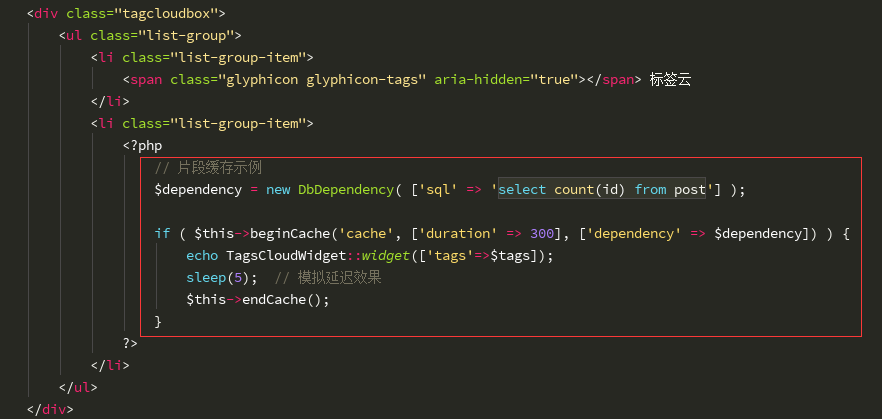 <div class="tagcloudbox">
<ul class="list-group">
<li class="list-group-item">
<span class="glyphicon glyphicon-tags" aria-hidden="true"></span> 标签云
</li>
<li class="list-group-item">
<?php
// 片段缓存示例
$dependency = new DbDependency( ['sql' => 'select count(id) from post'] );
if ( $this->beginCache('cache', ['duration' => 300], ['dependency' => $dependency]) ) {
echo TagsCloudWidget::widget(['tags'=>$tags]);
sleep(5);  // 模拟延迟效果
$this->endCache();
}
?>
</li>
</ul>
</div>